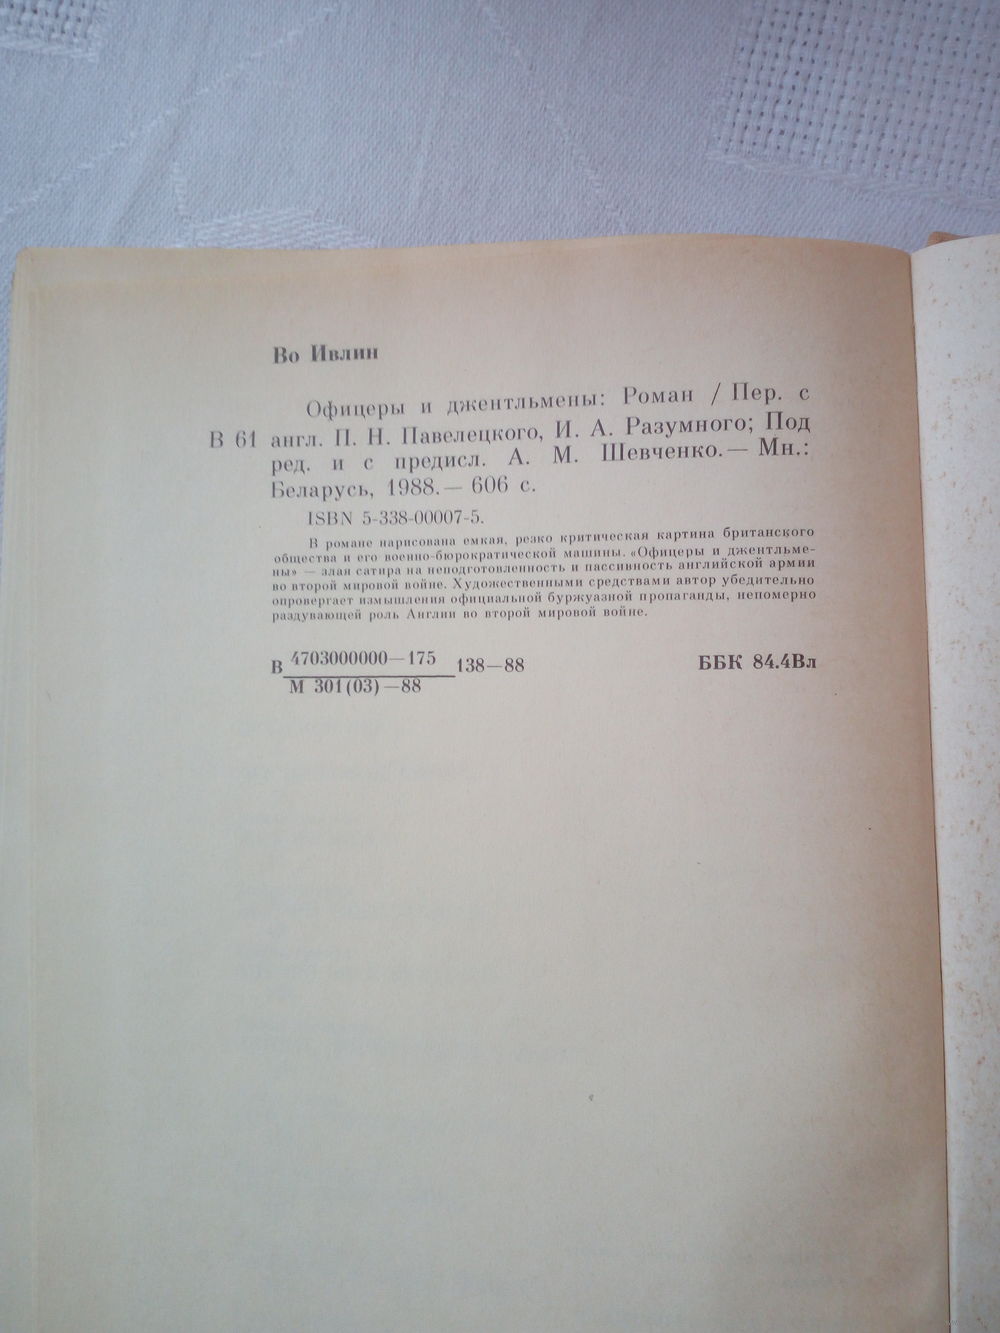 Во Ивлин
Офицеры и джентльмены: Роман / Пер. с
В 61 англ. П. Н. Павелецкого, И. А. Разумного; Под
ред. и с предисл. А. М. Шевченко.— Мн.:
Беларусь, 1988.— 606 с.
ISBN 5-338-00007-5.
В романе нарисована емкая, резко критическая картина британского
общества и его военно-бюрократической машины. «Офицеры и джентльме-
ны» — злая сатира на неподготовленность и пассивность английской армии
во второй мировой войне. Художественными средствами автор убедительно
опровергает измышления официальной буржуазной пропаганды, непомерно
раздувающей роль Англии во второй мировой войне.
В 4703000000—175 138—88 ББК 84.4Вл
М 301(03)—88